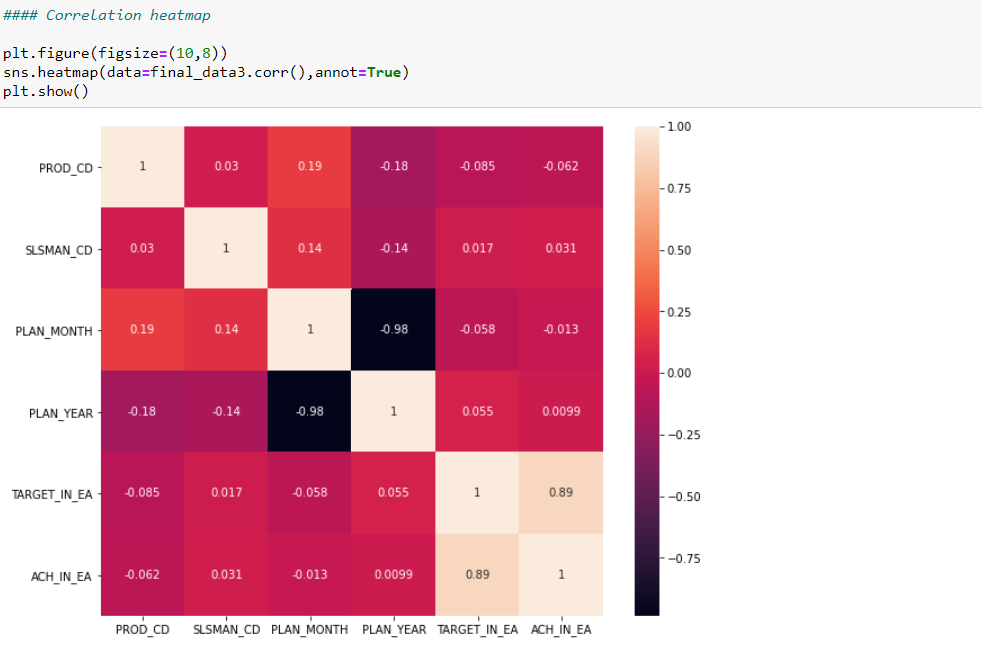 #### Correlation heatmap
plt.figure(figsize=(10,8))
sns.heatmap(data=final_data3.corr(),annot=True)
plt.show()
PROD_CD 1 0.03 0.19 -0.18 -0.085 -0.062
SLSMAN_CD 0.03 1 0.14 -0.14 0.017 0.031
PLAN_MONTH 0.19 0.14 1 -0.98 -0.058 -0.013
PLAN_YEAR -0.18 -0.14 -0.98 1 0.055 0.0099
TARGET_IN_EA -0.085 0.017 -0.058 0.055 1 0.89
ACH_IN_EA -0.062 0.031 -0.013 0.0099 0.89 1
PROD_CD SLSMAN_CD PLAN_MONTH PLAN_YEAR TARGET_IN_EA ACH_IN_EA
1.00
0.75
0.50
0.25
0.00
−0.25
−0.50
−0.75